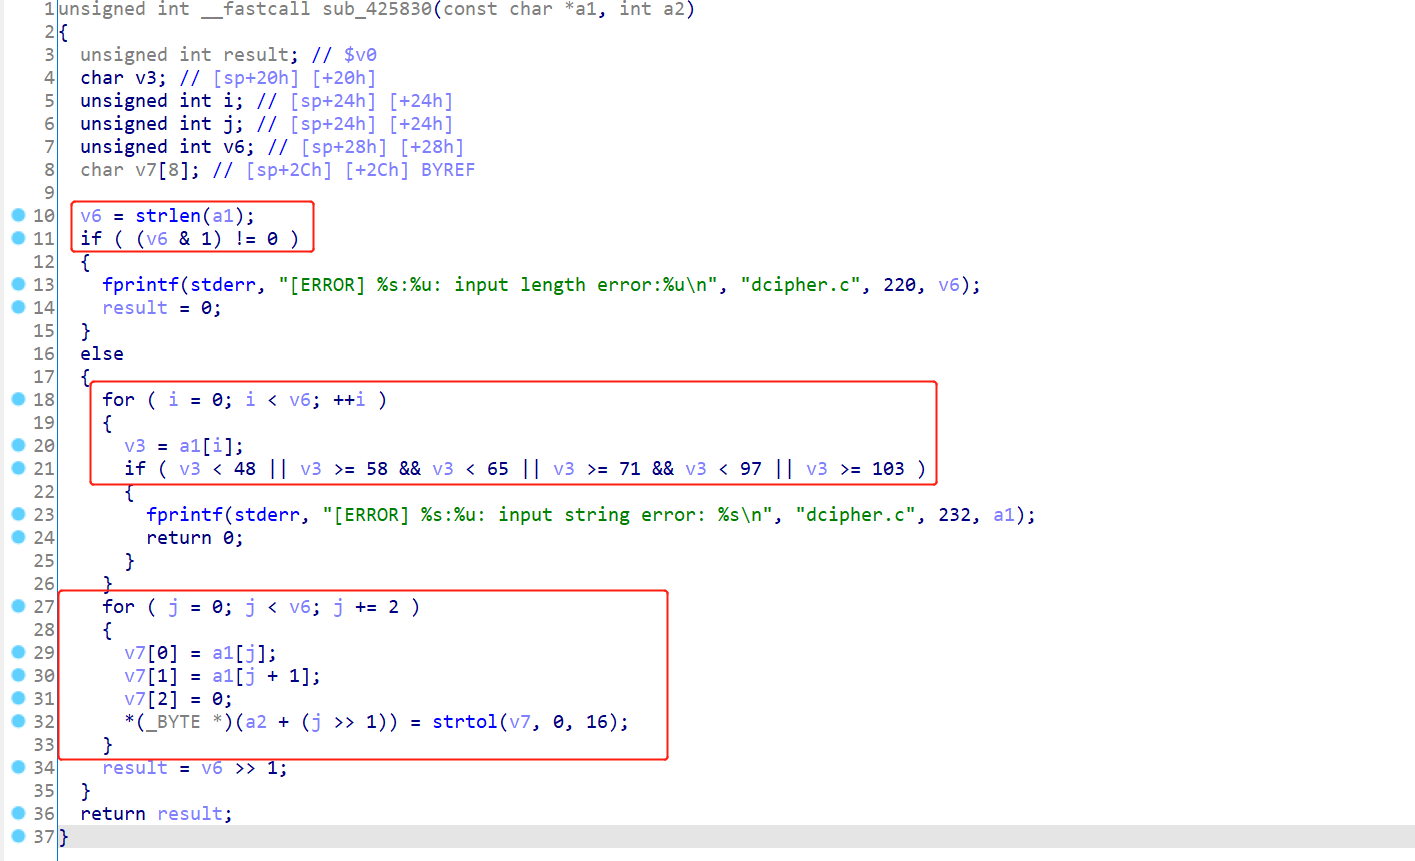 1 unsigned int __fastcall sub_425830(const char *a1, int a2)
2 {
3   unsigned int result; // $v0
4   char v3; // [sp+20h] [+20h]
5   unsigned int i; // [sp+24h] [+24h]
6   unsigned int j; // [sp+24h] [+24h]
7   unsigned int v6; // [sp+28h] [+28h]
8   char v7[8]; // [sp+2Ch] [+2Ch] BYREF
9
10   v6 = strlen(a1);
11   if ( (v6 & 1) != 0 )
12   {
13     fprintf(stderr, "[ERROR] %s:%u: input length error:%u\n", "dcipher.c", 220, v6);
14     result = 0;
15   }
16   else
17   {
18     for ( i = 0; i < v6; ++i )
19     {
20       v3 = a1[i];
21       if ( v3 < 48 || v3 >= 58 && v3 < 65 || v3 >= 71 && v3 < 97 || v3 >= 103 )
22       {
23         fprintf(stderr, "[ERROR] %s:%u: input string error: %s\n", "dcipher.c", 232, a1);
24         return 0;
25       }
26     }
27     for ( j = 0; j < v6; j += 2 )
28     {
29       v7[0] = a1[j];
30       v7[1] = a1[j + 1];
31       v7[2] = 0;
32       *(_BYTE *)(a2 + (j >> 1)) = strtol(v7, 0, 16);
33     }
34     result = v6 >> 1;
35   }
36   return result;
37 }